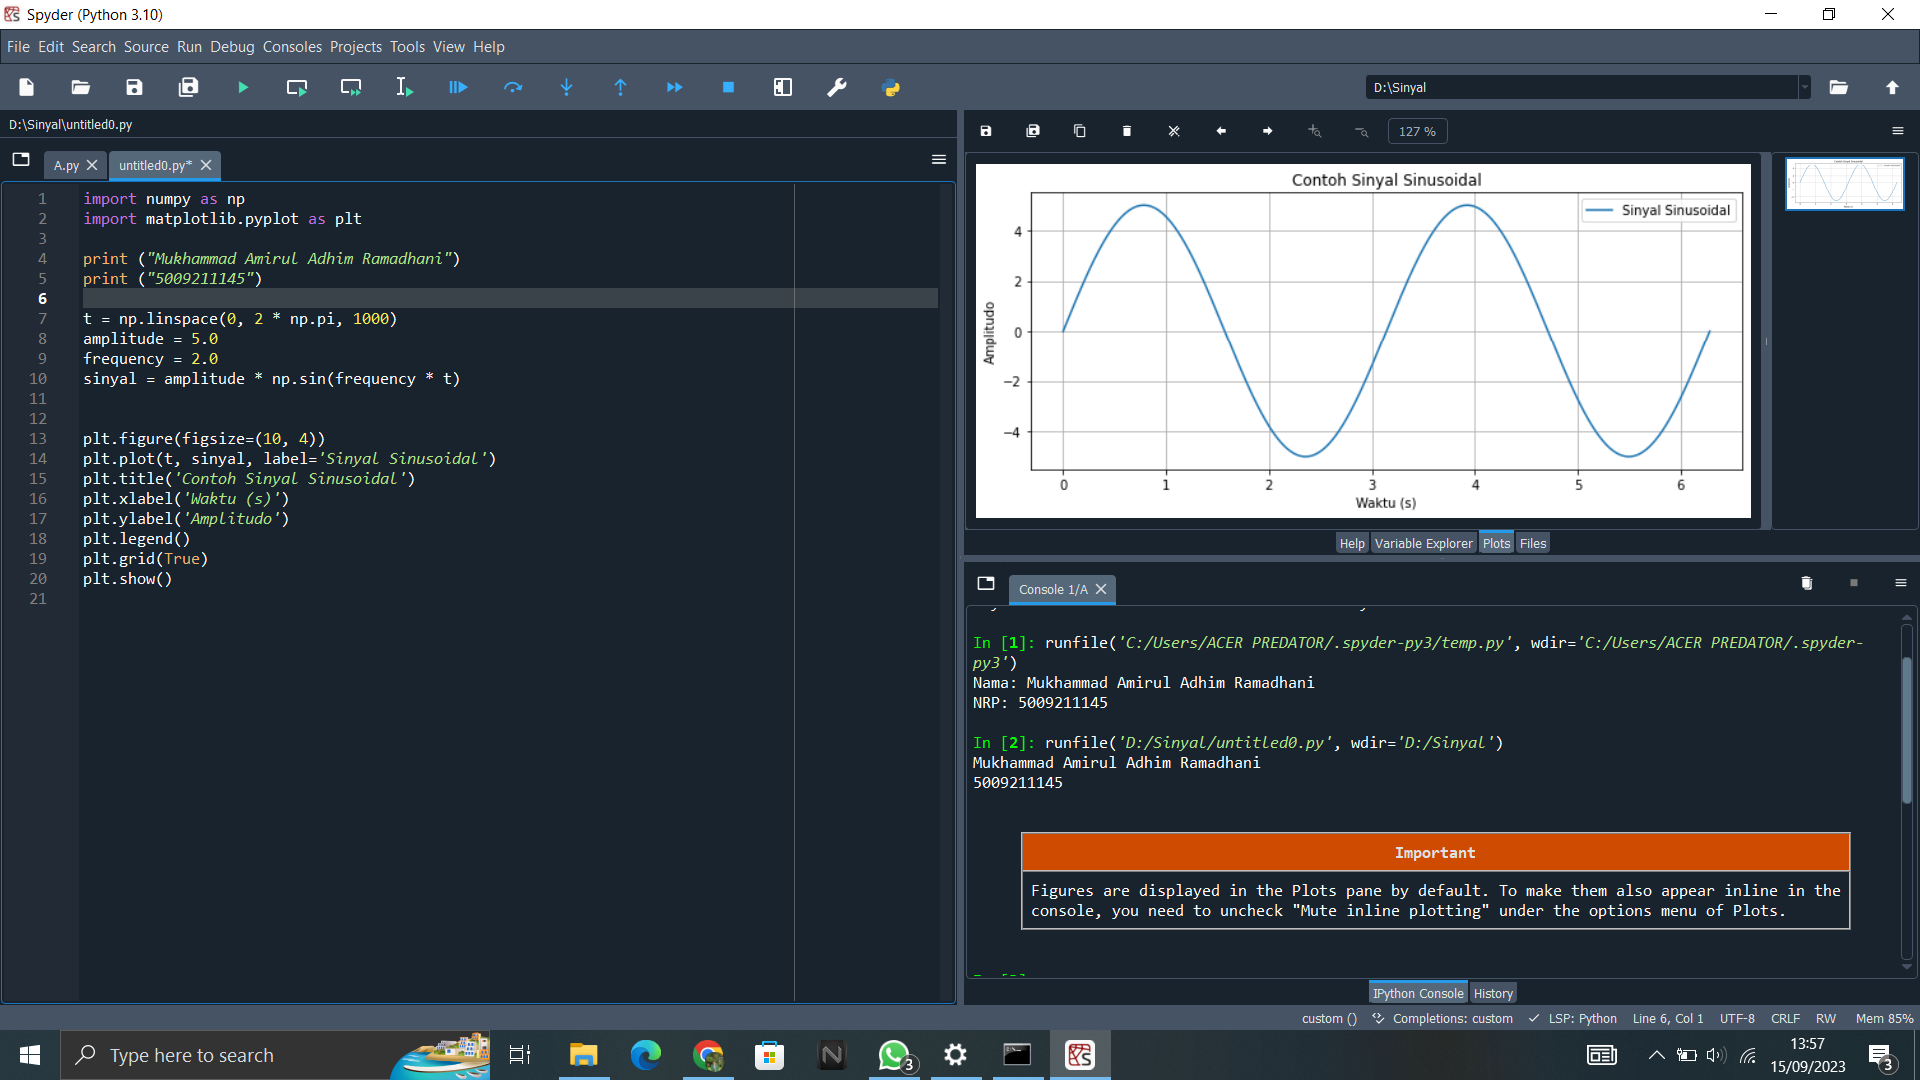 Spyder (Python 3.10)
File Edit Search Source Run Debug Consoles Projects Tools View Help
D:\Sinyal
D:\Sinyal\untitled0.py
A.py
untitled0.py*
1 import numpy as np
2 import matplotlib.pyplot as plt
3
4 print ("Mukhammad Amirul Adhim Ramadhani")
5 print ("5009211145")
6
7 t = np.linspace(0, 2 * np.pi, 1000)
8 amplitude = 5.0
9 frequency = 2.0
10 sinyal = amplitude * np.sin(frequency * t)
11
12
13 plt.figure(figsize=(10, 4))
14 plt.plot(t, sinyal, label='Sinyal Sinusoidal')
15 plt.title('Contoh Sinyal Sinusoidal')
16 plt.xlabel('Waktu (s)')
17 plt.ylabel('Amplitudo')
18 plt.legend()
19 plt.grid(True)
20 plt.show()
21
127 %
Contoh Sinyal Sinusoidal
Sinyal Sinusoidal
Amplitudo
4
2
0
−2
−4
0 1 2 3 4 5 6
Waktu (s)
Help Variable Explorer Plots Files
Console 1/A
In [1]: runfile('C:/Users/ACER PREDATOR/.spyder-py3/temp.py', wdir='C:/Users/ACER PREDATOR/.spyder-
py3')
Nama: Mukhammad Amirul Adhim Ramadhani
NRP: 5009211145
In [2]: runfile('D:/Sinyal/untitled0.py', wdir='D:/Sinyal')
Mukhammad Amirul Adhim Ramadhani
5009211145
Important
Figures are displayed in the Plots pane by default. To make them also appear inline in the
console, you need to uncheck "Mute inline plotting" under the options menu of Plots.
IPython Console History
custom () Completions: custom LSP: Python Line 6, Col 1 UTF-8 CRLF RW Mem 85%
Type here to search
3
13:57
15/09/2023
3